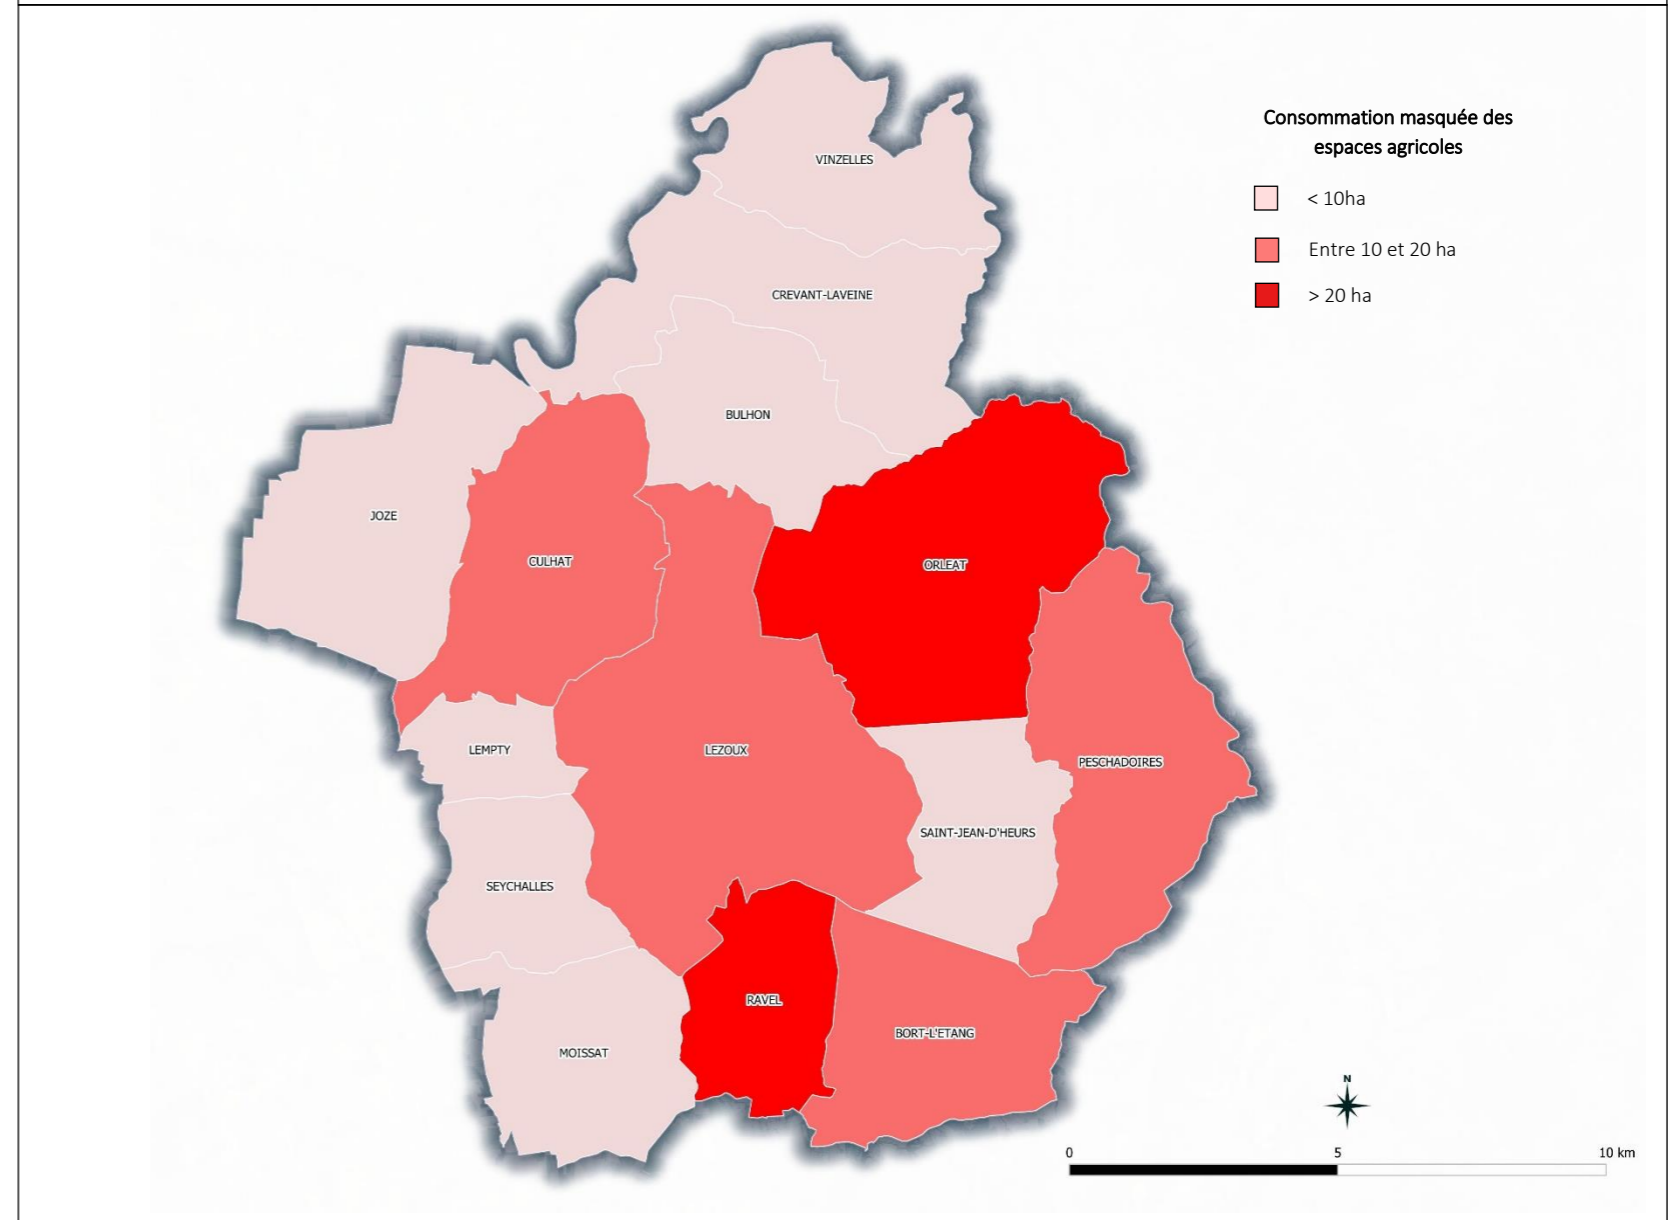 Consommation masquée des
espaces agricoles
< 10ha
Entre 10 et 20 ha
> 20 ha
VINZELLES
CREVANT-LAVEINE
BULHON
JOZE
CULHAT
ORLEAT
LEMPTY
LEZOUX
PESCHADOIRES
SAINT-JEAN-D'HEURS
SEYCHALLES
RAVEL
BORT-L'ETANG
MOISSAT
N
0 5 10 km